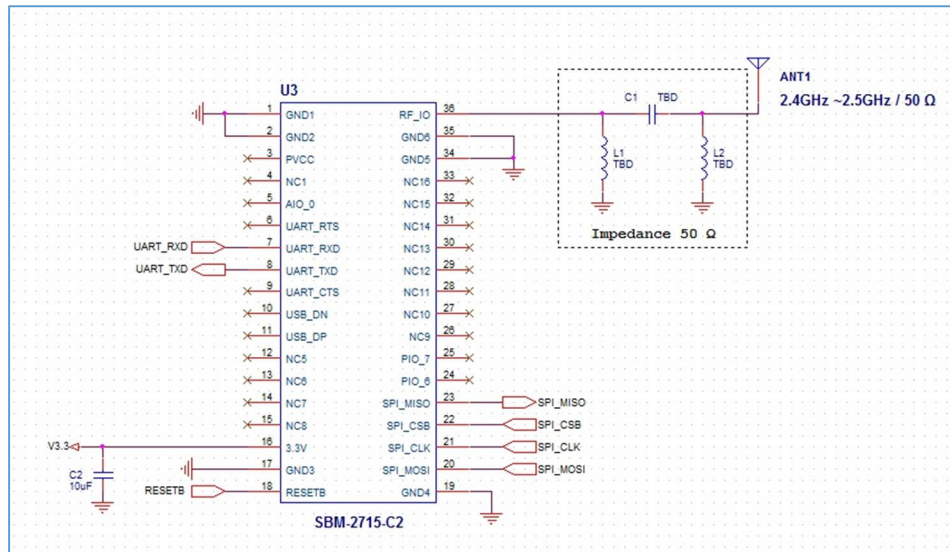 U3
1 GND1 RF_IO 36
2 GND2 GND6 35
3 PVCC GND5 34
4 NC1 NC16 33
5 AIO_0 NC15 32
6 UART_RTS NC14 31
UART_RXD 7 UART_RXD NC13 30
UART_TXD 8 UART_TXD NC12 29
9 UART_CTS NC11 28
10 USB_DN NC10 27
11 USB_DP NC9 26
12 NC5 PIO_7 25
13 NC6 PIO_6 24
14 NC7 SPI_MISO 23 SPI_MISO
15 NC8 SPI_CSB 22 SPI_CSB
V3.3 16 3.3V SPI_CLK 21 SPI_CLK
17 GND3 SPI_MOSI 20 SPI_MOSI
RESETB 18 RESETB GND4 19
C2
10uF
SBM-2715-C2
C1 TBD
L1
TBD
L2
TBD
Impedance 50 Ω
ANT1
2.4GHz ~2.5GHz / 50 Ω